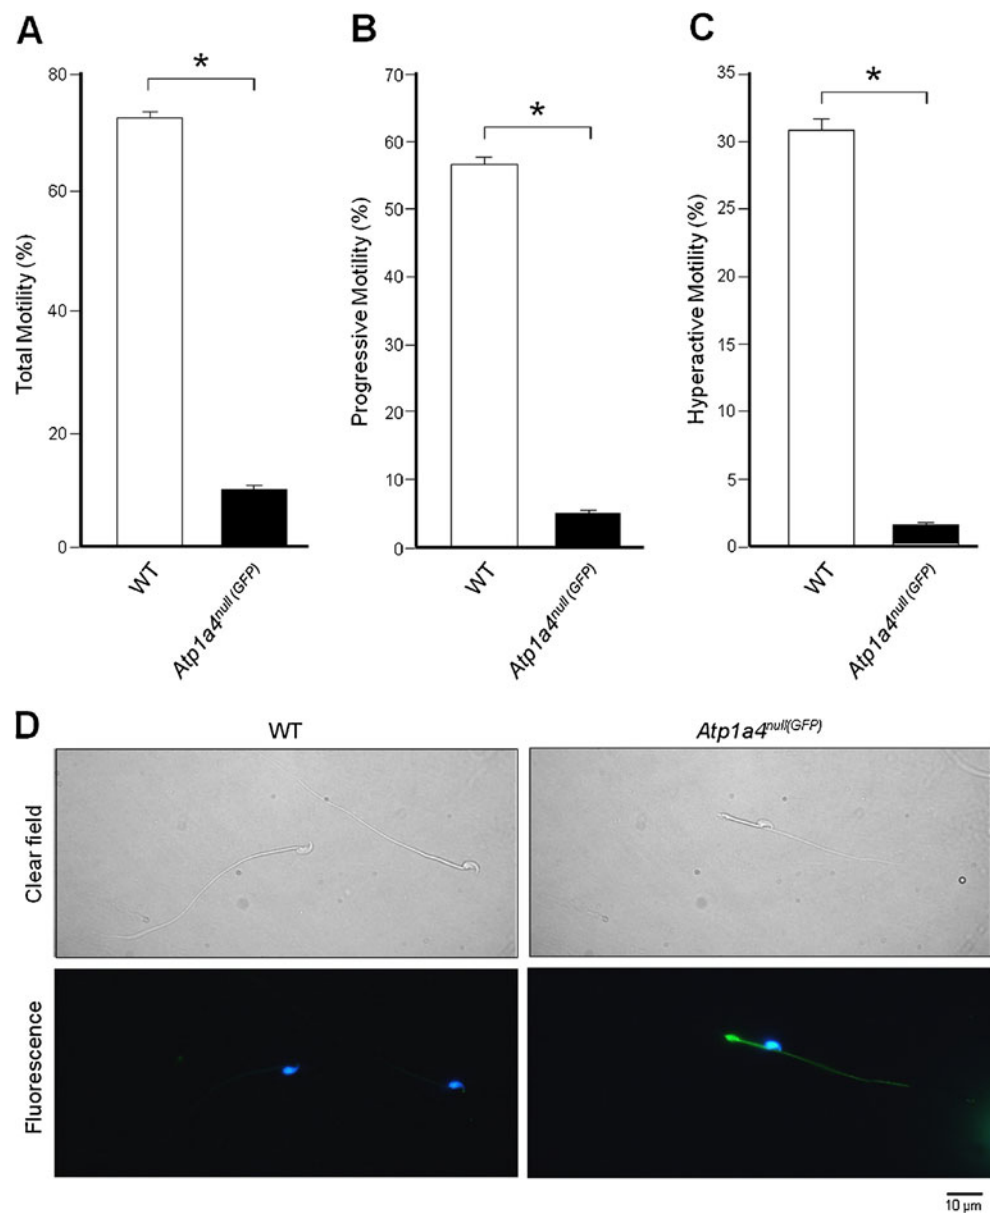 A
*
Total Motility (%)
80
60
40
20
0
WT
Atp1a4null (GFP)
B
*
Progressive Motility (%)
70
60
50
40
30
20
10
0
WT
Atp1a4null (GFP)
C
*
Hyperactive Motility (%)
35
30
25
20
15
10
5
0
WT
Atp1a4null (GFP)
D
WT
Atp1a4null(GFP)
Clear field
Fluorescence
10 µm